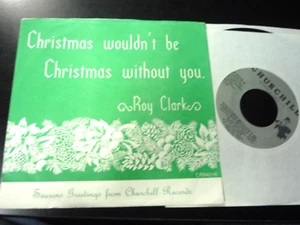 Christmas wouldn't be
Christmas without you.
Roy Clark
Seasons Greetings from Churchill Records
CHURCHILL